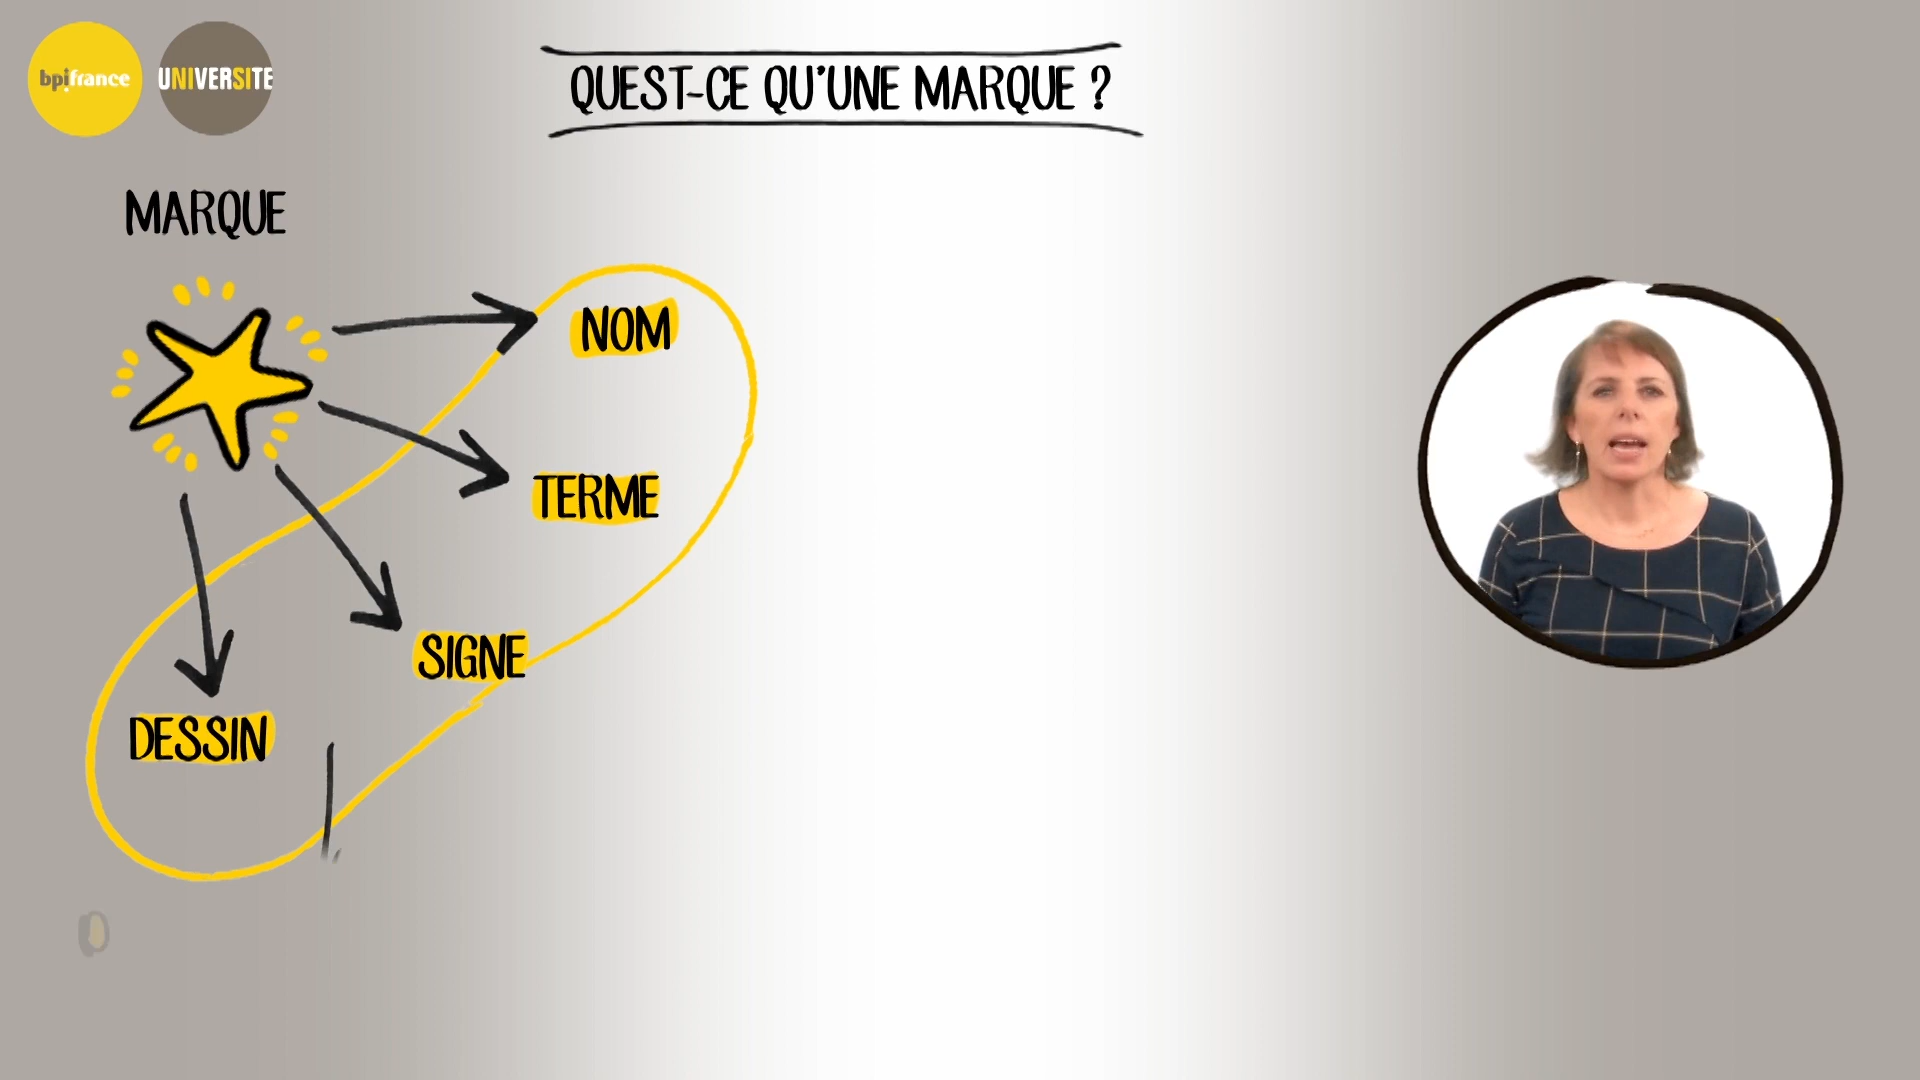 bpifrance
UNIVERSITE
QUEST-CE QU'UNE MARQUE ?
MARQUE
NOM
TERME
SIGNE
DESSIN